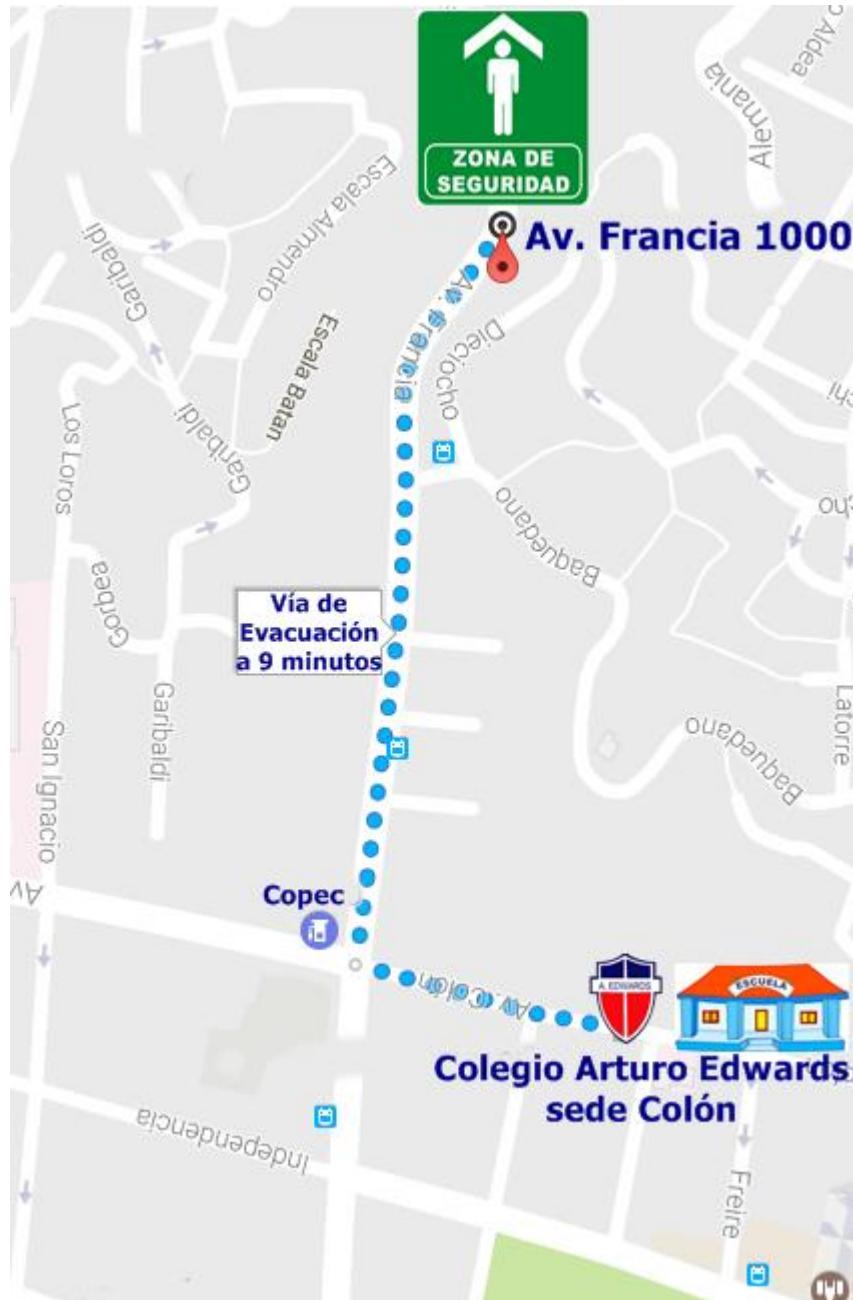 ZONA DE
SEGURIDAD
o Aldea
Alemania
Av. Francia 1000
Escala Almendro
Garibaldi
Av. Francia
Dieciocho
Escala Batan
Los Loros
Garibaldi
Baquedano
Gorbea
Vía de
Evacuación
a 9 minutos
Garibaldi
Latorre
San Ignacio
Baquedano
Av
Copec
Av. Colón
A. EDWARDS
ESCUELA
Colegio Arturo Edwards
sede Colón
Independencia
Freire